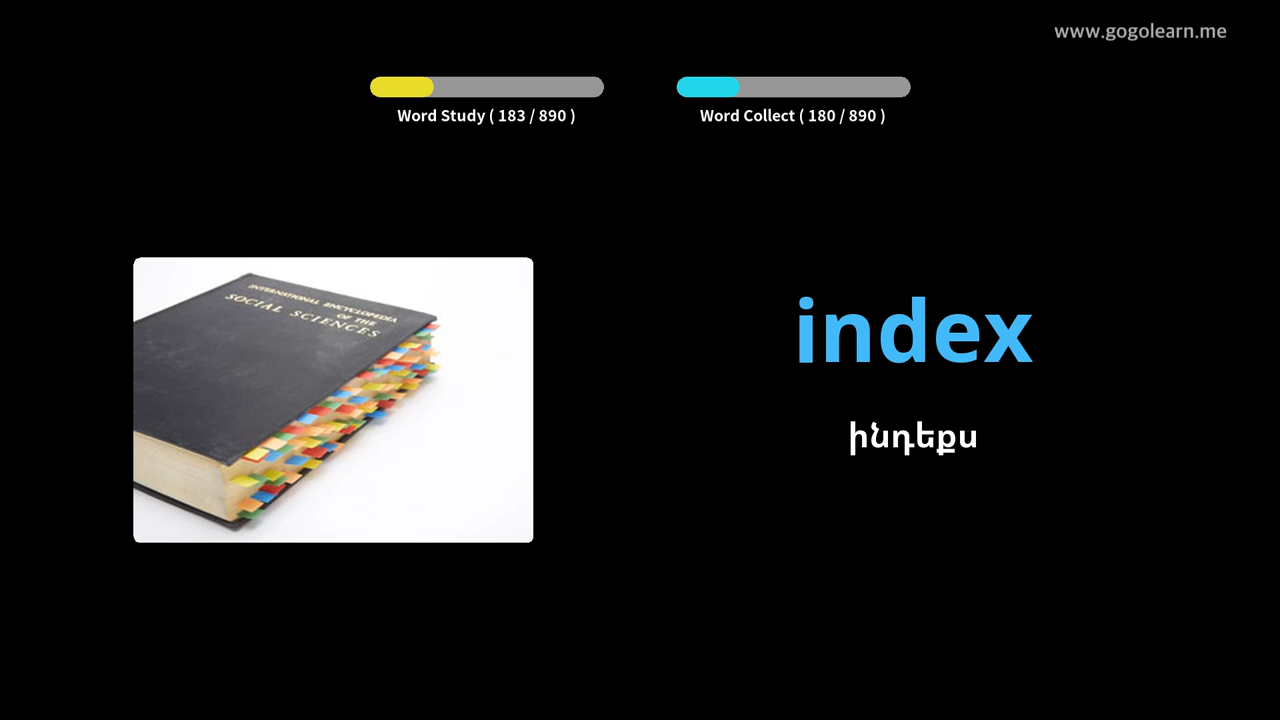 www.gogolearn.me
Word Study ( 183 / 890 )
Word Collect ( 180 / 890 )
INTERNATIONAL ENCYCLOPEDIA
OF THE
SOCIAL SCIENCES
index
ինդեքս